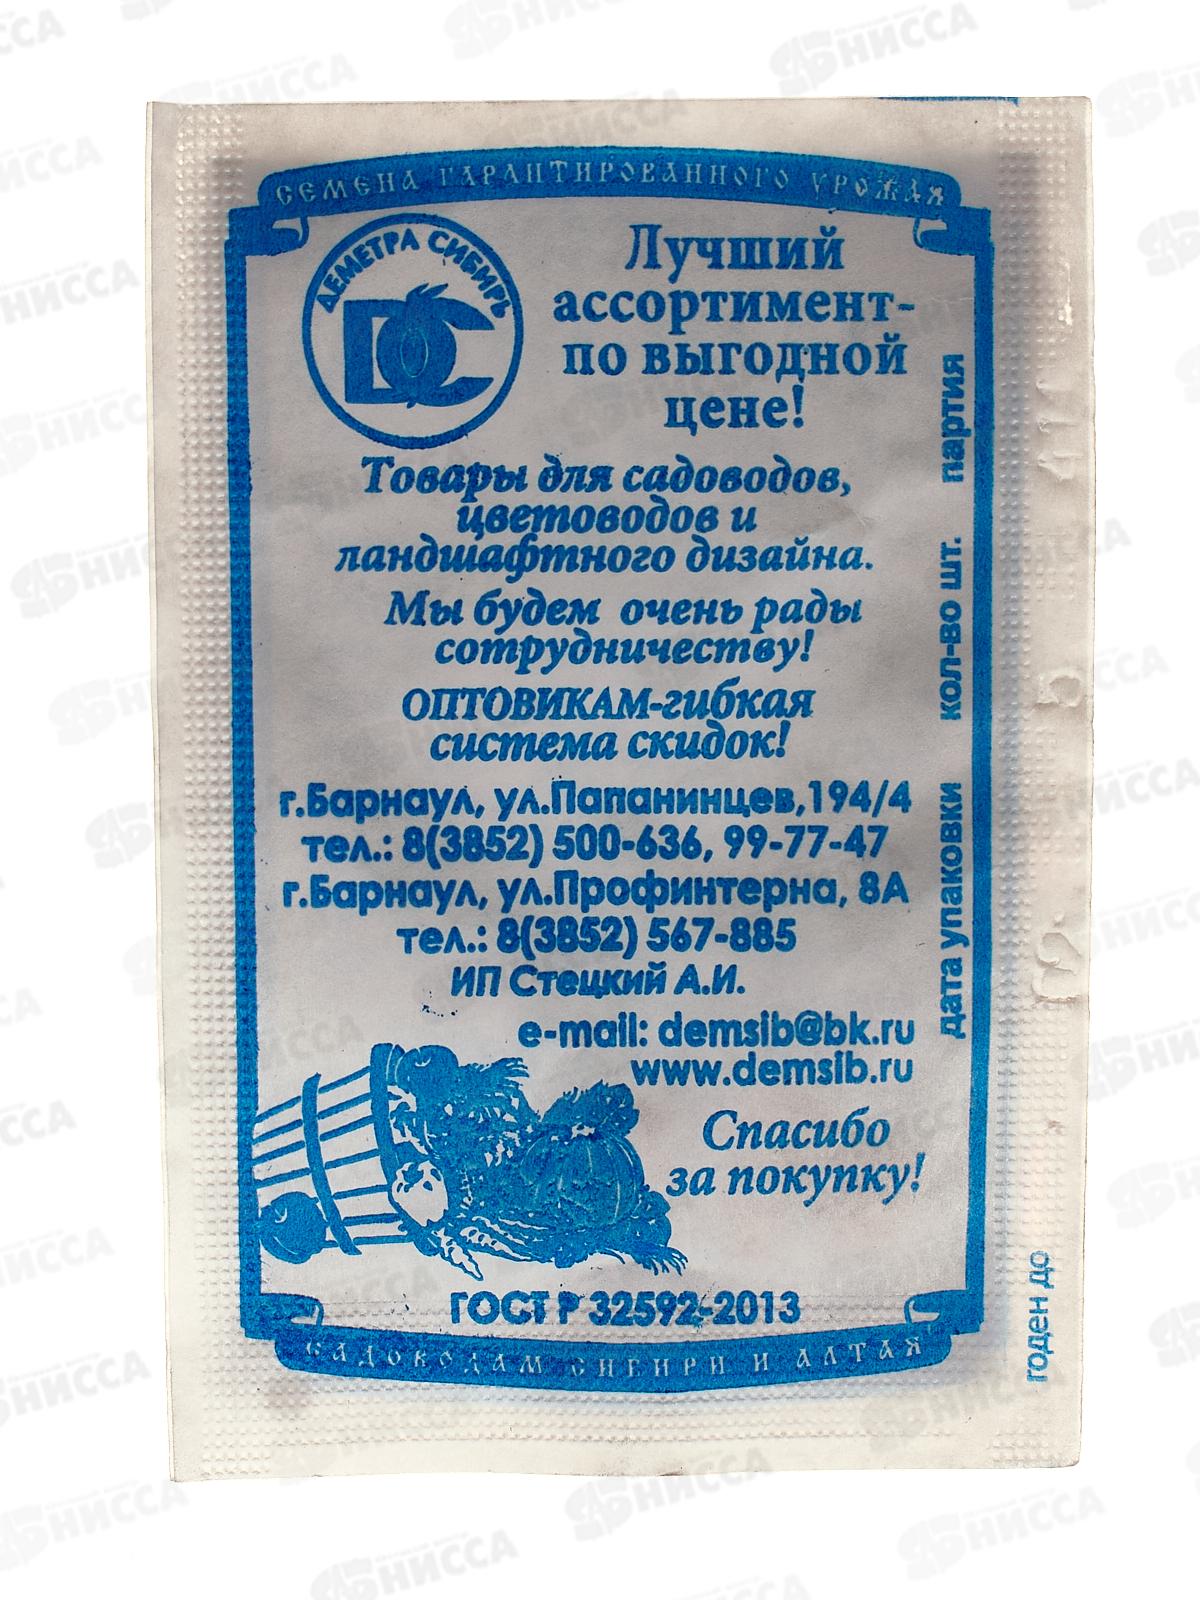 СЕМЕНА ГАРАНТИРОВАННОГО УРОЖАЯ
ДЕМЕТРА СИБИРЬ
ДС
Лучший
ассортимент-
по выгодной
цене!
Товары для садоводов,
цветоводов и
ландшафтного дизайна.
Мы будем очень рады
сотрудничеству!
ОПТОВИКАМ-гибкая
система скидок!
г.Барнаул, ул.Папанинцев,194/4
тел.: 8(3852) 500-636, 99-77-47
г.Барнаул, ул.Профинтерна, 8А
тел.: 8(3852) 567-885
ИП Стецкий А.И.
e-mail: demsib@bk.ru
www.demsib.ru
Спасибо
за покупку!
ГОСТ Р 32592-2013
САДОВОДАМ СИБИРИ И АЛТАЯ
дата упаковки кол-во шт. партия
годен до